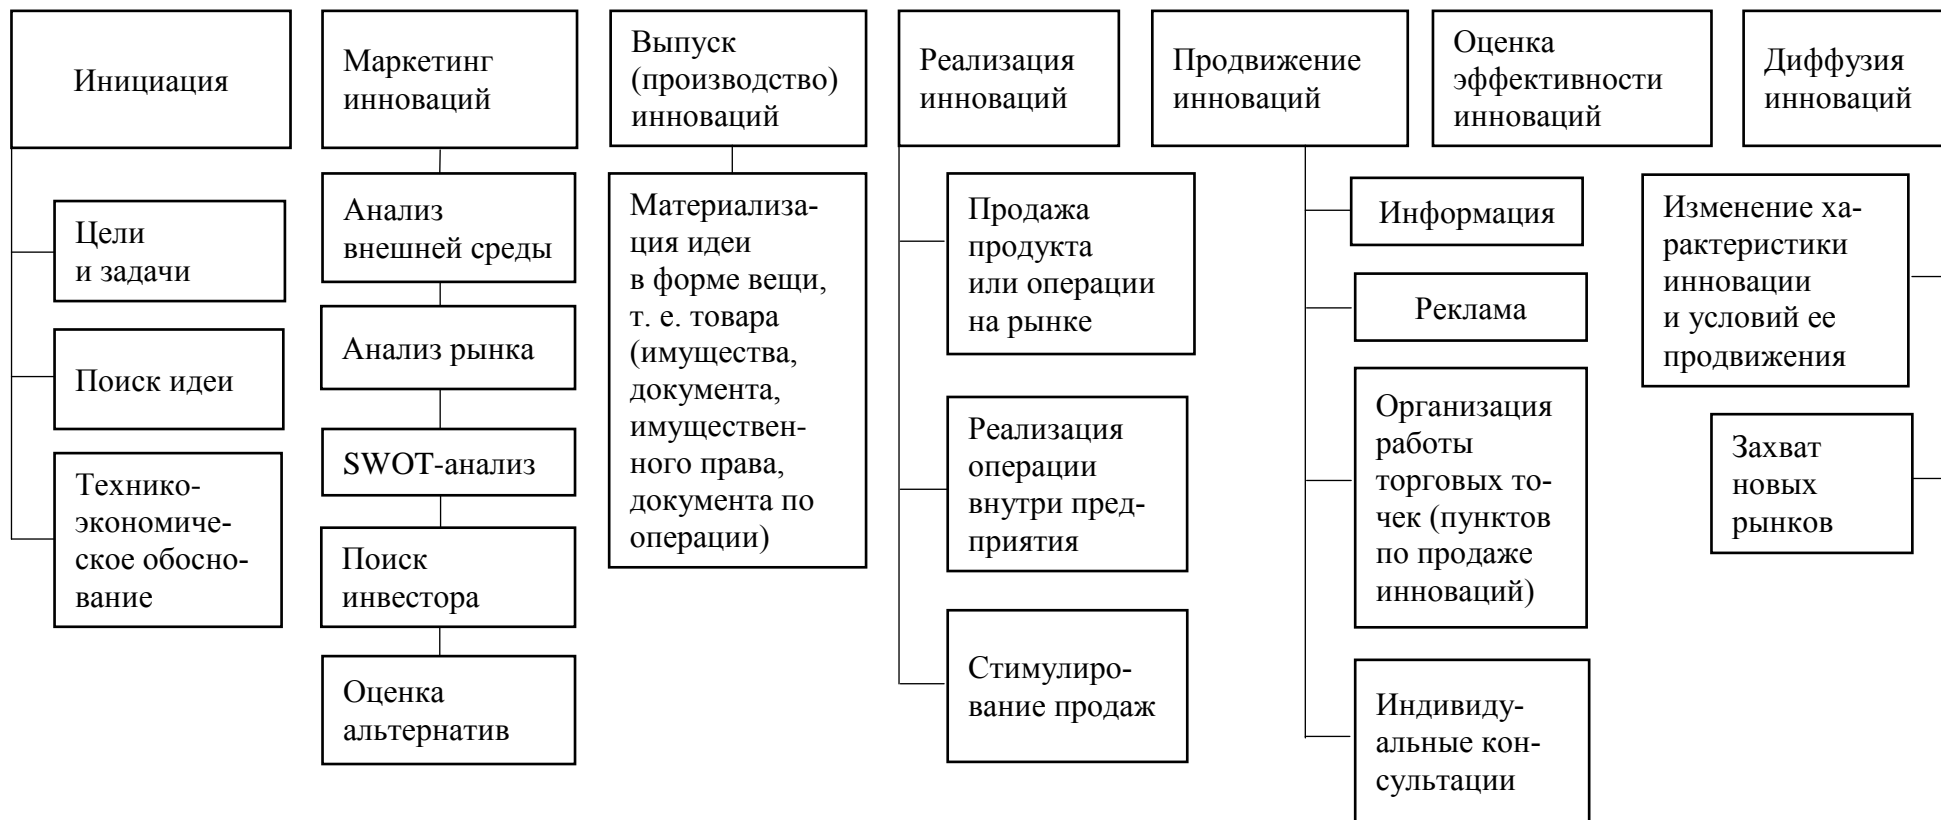 Инициация
Маркетинг
инноваций
Выпуск
(производство)
инноваций
Реализация
инноваций
Продвижение
инноваций
Оценка
эффективности
инноваций
Диффузия
инноваций
Цели
и задачи
Поиск идеи
Технико-
экономиче-
ское обосно-
вание
Анализ
внешней среды
Анализ рынка
SWOT-анализ
Поиск
инвестора
Оценка
альтернатив
Материализа-
ция идеи
в форме вещи,
т. е. товара
(имущества,
документа,
имуществен-
ного права,
документа по
операции)
Продажа
продукта
или операции
на рынке
Реализация
операции
внутри пред-
приятия
Стимулиро-
вание продаж
Информация
Реклама
Организация
работы
торговых то-
чек (пунктов
по продаже
инноваций)
Индивиду-
альные кон-
сультации
Изменение ха-
рактеристики
инновации
и условий ее
продвижения
Захват
новых
рынков